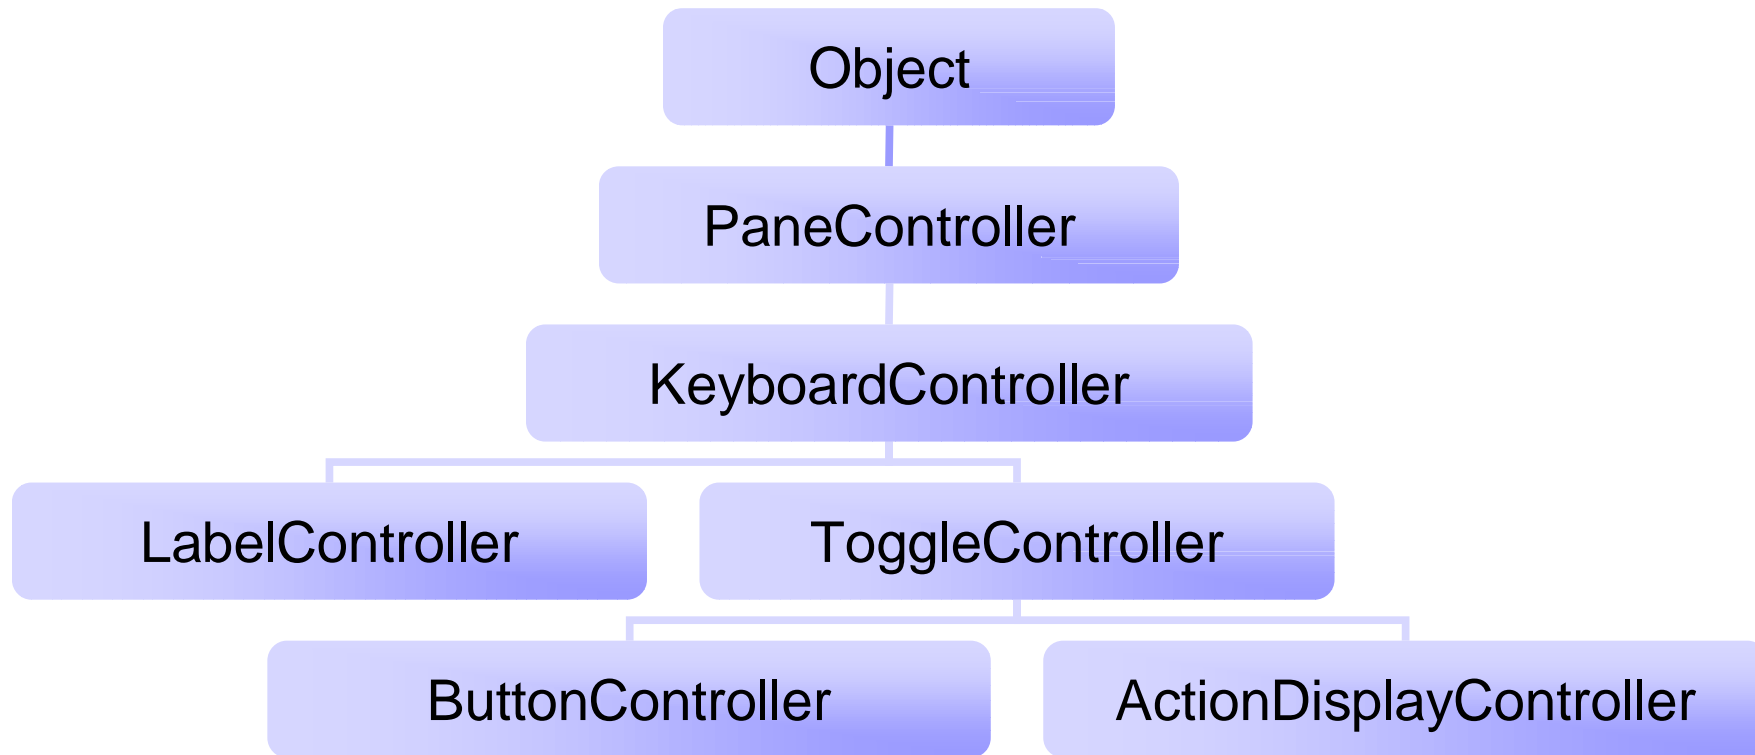 Object
PaneController
KeyboardController
LabelController
ToggleController
ButtonController
ActionDisplayController